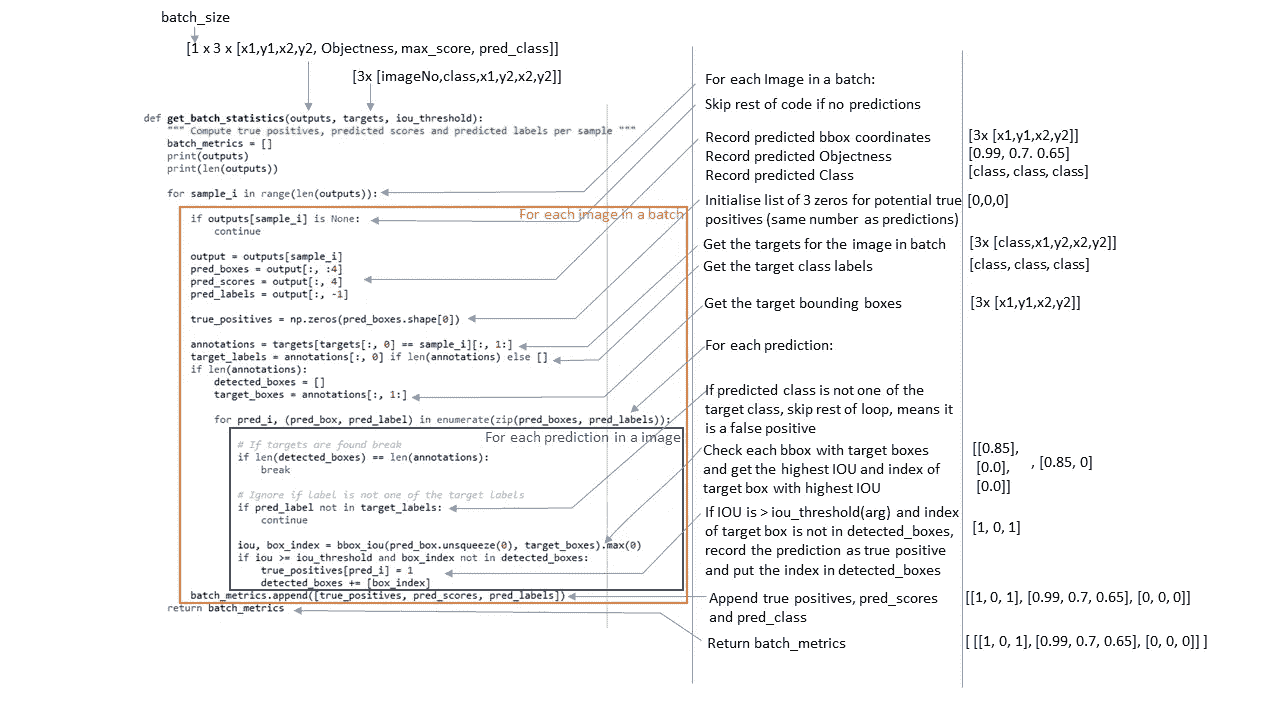 batch_size
[1 x 3 x [x1,y1,x2,y2, Objectness, max_score, pred_class]]
[3x [imageNo,class,x1,y2,x2,y2]]
def get_batch_statistics(outputs, targets, iou_threshold):
""" Compute true positives, predicted scores and predicted labels per sample """
batch_metrics = []
print(outputs)
print(len(outputs))
for sample_i in range(len(outputs)):
For each image in a batch
if outputs[sample_i] is None:
continue
output = outputs[sample_i]
pred_boxes = output[:, :4]
pred_scores = output[:, 4]
pred_labels = output[:, -1]
true_positives = np.zeros(pred_boxes.shape[0])
annotations = targets[targets[:, 0] == sample_i][:, 1:]
target_labels = annotations[:, 0] if len(annotations) else []
if len(annotations):
detected_boxes = []
target_boxes = annotations[:, 1:]
for pred_i, (pred_box, pred_label) in enumerate(zip(pred_boxes, pred_labels)):
For each prediction in a image
# If targets are found break
if len(detected_boxes) == len(annotations):
break
# Ignore if label is not one of the target labels
if pred_label not in target_labels:
continue
iou, box_index = bbox_iou(pred_box.unsqueeze(0), target_boxes).max(0)
if iou >= iou_threshold and box_index not in detected_boxes:
true_positives[pred_i] = 1
detected_boxes += [box_index]
batch_metrics.append([true_positives, pred_scores, pred_labels])
return batch_metrics
For each Image in a batch:
Skip rest of code if no predictions
Record predicted bbox coordinates
Record predicted Objectness
Record predicted Class
Initialise list of 3 zeros for potential true
positives (same number as predictions)
Get the targets for the image in batch
Get the target class labels
Get the target bounding boxes
For each prediction:
If predicted class is not one of the
target class, skip rest of loop, means it
is a false positive
Check each bbox with target boxes
and get the highest IOU and index of
target box with highest IOU
If IOU is > iou_threshold(arg) and index
of target box is not in detected_boxes,
record the prediction as true positive
and put the index in detected_boxes
Append true positives, pred_scores
and pred_class
Return batch_metrics
[3x [x1,y1,x2,y2]]
[0.99, 0.7. 0.65]
[class, class, class]
[0,0,0]
[3x [class,x1,y2,x2,y2]]
[class, class, class]
[3x [x1,y1,x2,y2]]
[[0.85],
[0.0], , [0.85, 0]
[0.0]]
[1, 0, 1]
[[1, 0, 1], [0.99, 0.7, 0.65], [0, 0, 0]]
[ [[1, 0, 1], [0.99, 0.7, 0.65], [0, 0, 0]] ]